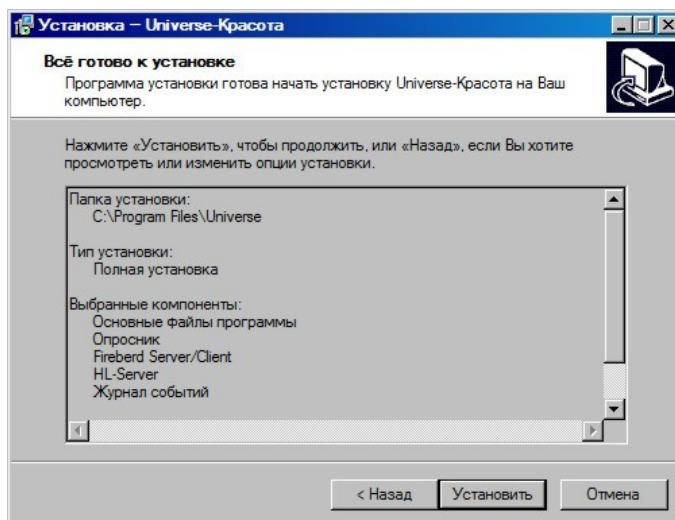 Установка – Universe-Красота
Всё готово к установке
Программа установки готова начать установку Universe-Красота на Ваш
компьютер.
Нажмите «Установить», чтобы продолжить, или «Назад», если Вы хотите
просмотреть или изменить опции установки.
Папка установки:
C:\Program Files\Universe
Тип установки:
Полная установка
Выбранные компоненты:
Основные файлы программы
Опросник
Fireberd Server/Client
HL-Server
Журнал событий
< Назад
Установить
Отмена